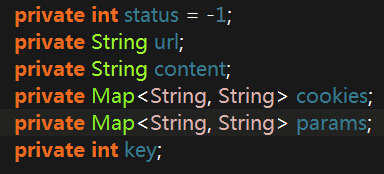 private int status = -1;
private String url;
private String content;
private Map<String, String> cookies;
private Map<String, String> params;
private int key;